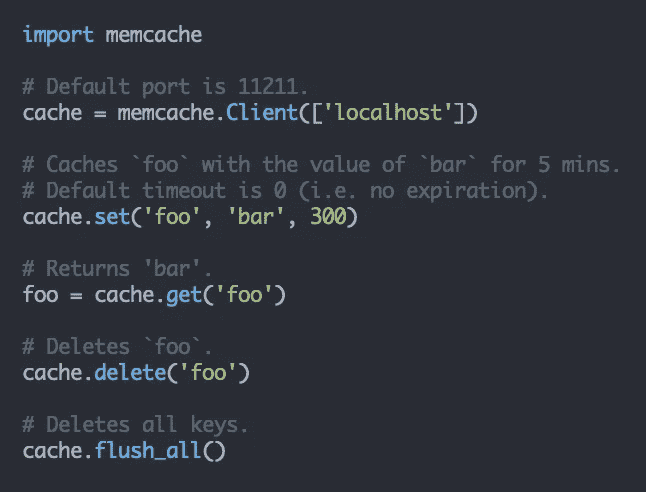 import memcache
# Default port is 11211.
cache = memcache.Client(['localhost'])
# Caches `foo` with the value of `bar` for 5 mins.
# Default timeout is 0 (i.e. no expiration).
cache.set('foo', 'bar', 300)
# Returns 'bar'.
foo = cache.get('foo')
# Deletes `foo`.
cache.delete('foo')
# Deletes all keys.
cache.flush_all()